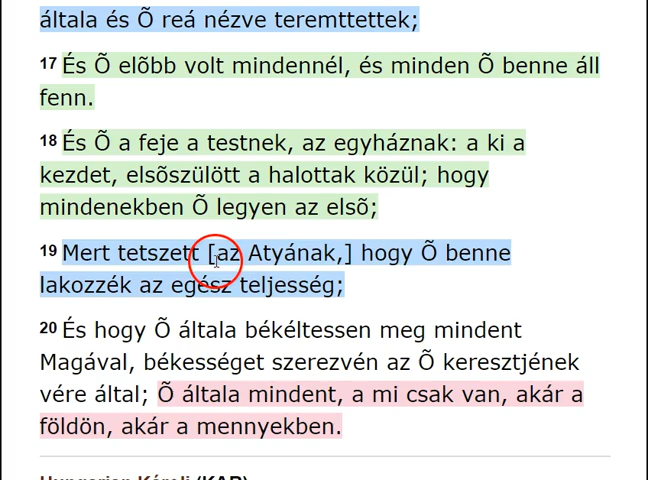 általa és Õ reá nézve teremttettek;
17 És Õ elõbb volt mindennél, és minden Õ benne áll
fenn.
18 És Õ a feje a testnek, az egyháznak: a ki a
kezdet, elsõszülött a halottak közül; hogy
mindenekben Õ legyen az elsõ;
19 Mert tetszett [az Atyának,] hogy Õ benne
lakozzék az egész teljesség;
20 És hogy Õ általa békéltessen meg mindent
Magával, békességet szerezvén az Õ keresztjének
vére által; Õ általa mindent, a mi csak van, akár a
földön, akár a mennyekben.
Hungarian Károli (KAR)